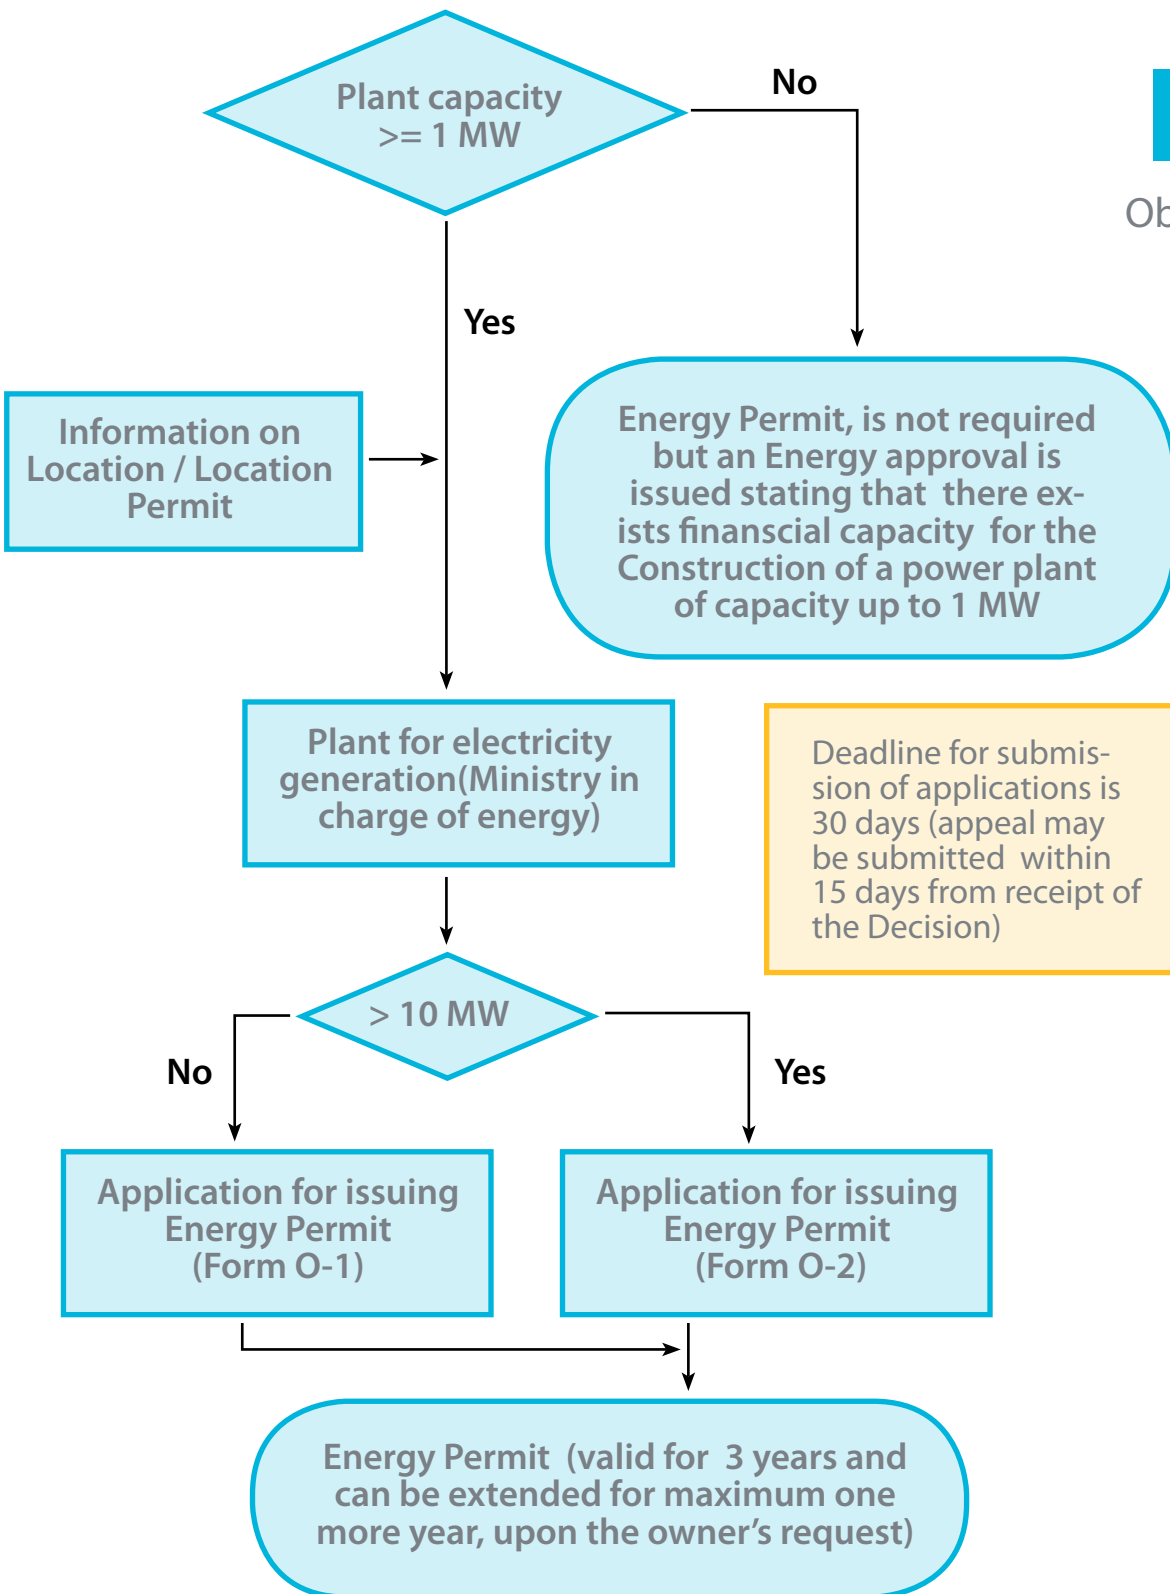 Plant capacity
>= 1 MW
No
Ob
Yes
Information on
Location / Location
Permit
Energy Permit, is not required
but an Energy approval is
issued stating that there ex-
ists finanscial capacity for the
Construction of a power plant
of capacity up to 1 MW
Plant for electricity
generation(Ministry in
charge of energy)
Deadline for submis-
sion of applications is
30 days (appeal may
be submitted within
15 days from receipt of
the Decision)
> 10 MW
No
Yes
Application for issuing
Energy Permit
(Form O-1)
Application for issuing
Energy Permit
(Form O-2)
Energy Permit (valid for 3 years and
can be extended for maximum one
more year, upon the owner's request)